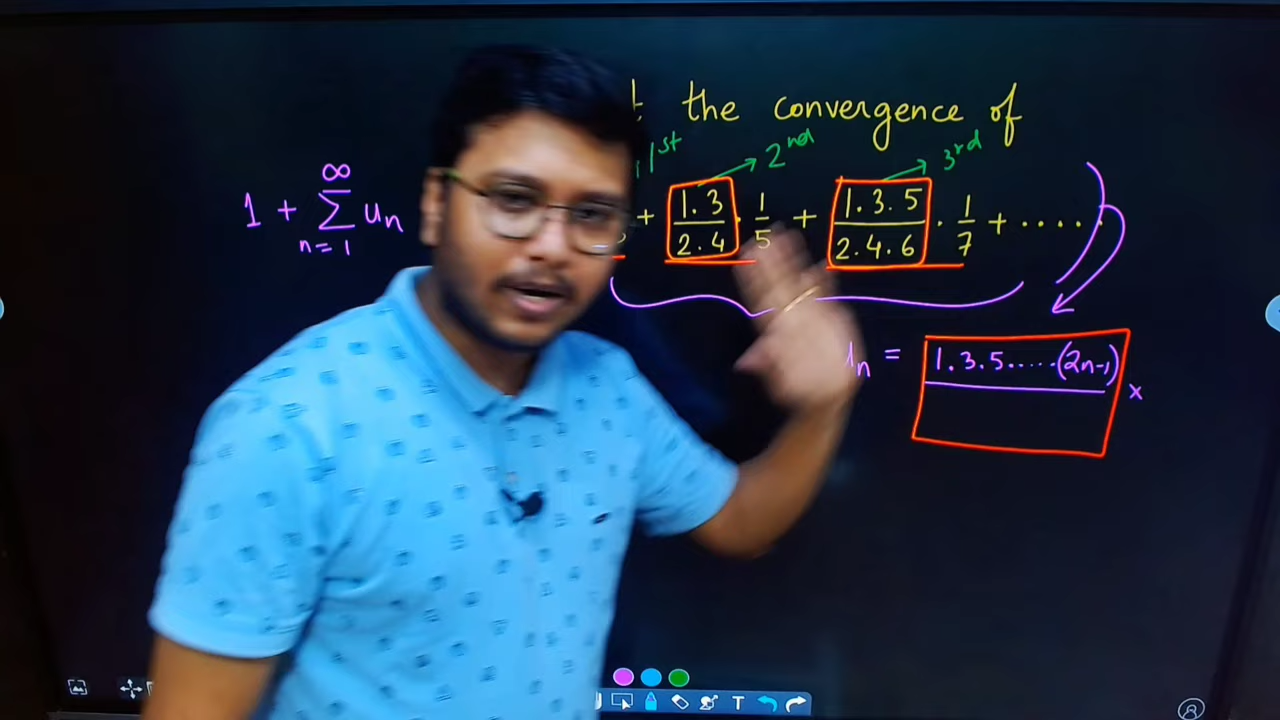 the convergence of
1st 2nd 3rd
1 + ∞ Σ n=1 un + 1.3/2.4 . 1/5 + 1.3.5/2.4.6 . 1/7 + ....
n = 1.3.5.....(2n-1) x
T